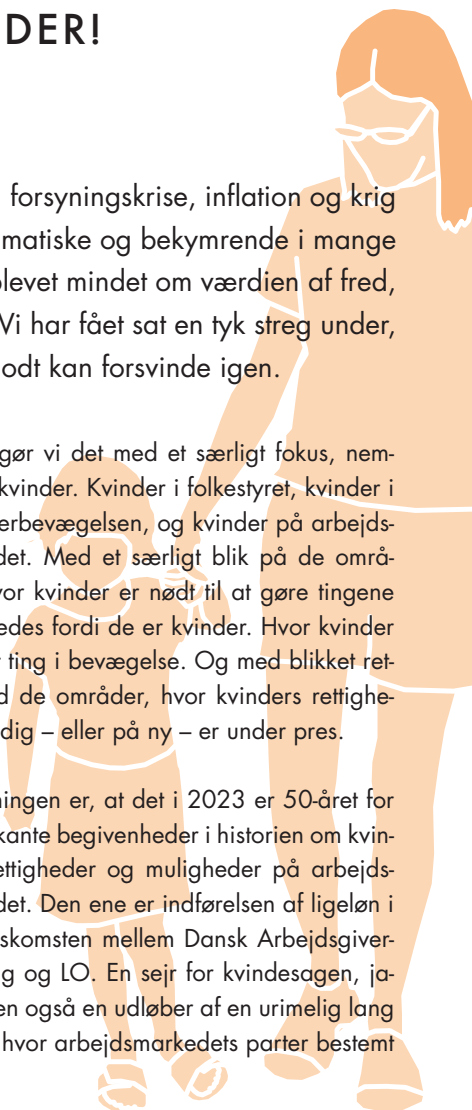 DER!
forsyningskrise, inflation og krig
matiske og bekymrende i mange
plevet mindet om værdien af fred,
Vi har fået sat en tyk streg under,
odt kan forsvinde igen.
gør vi det med et særligt fokus, nem-
kvinder. Kvinder i folkestyret, kvinder i
erbevægelsen, og kvinder på arbejds-
det. Med et særligt blik på de områ-
vor kvinder er nødt til at gøre tingene
edes fordi de er kvinder. Hvor kvinder
ting i bevægelse. Og med blikket ret-
d de områder, hvor kvinders rettighe-
dig – eller på ny – er under pres.
ningen er, at det i 2023 er 50-året for
kante begivenheder i historien om kvin-
ettigheder og muligheder på arbejds-
det. Den ene er indførelsen af ligeløn i
skomsten mellem Dansk Arbejdsgiver-
g og LO. En sejr for kvindesagen, ja-
en også en udløber af en urimelig lang
hvor arbejdsmarkedets parter bestemt